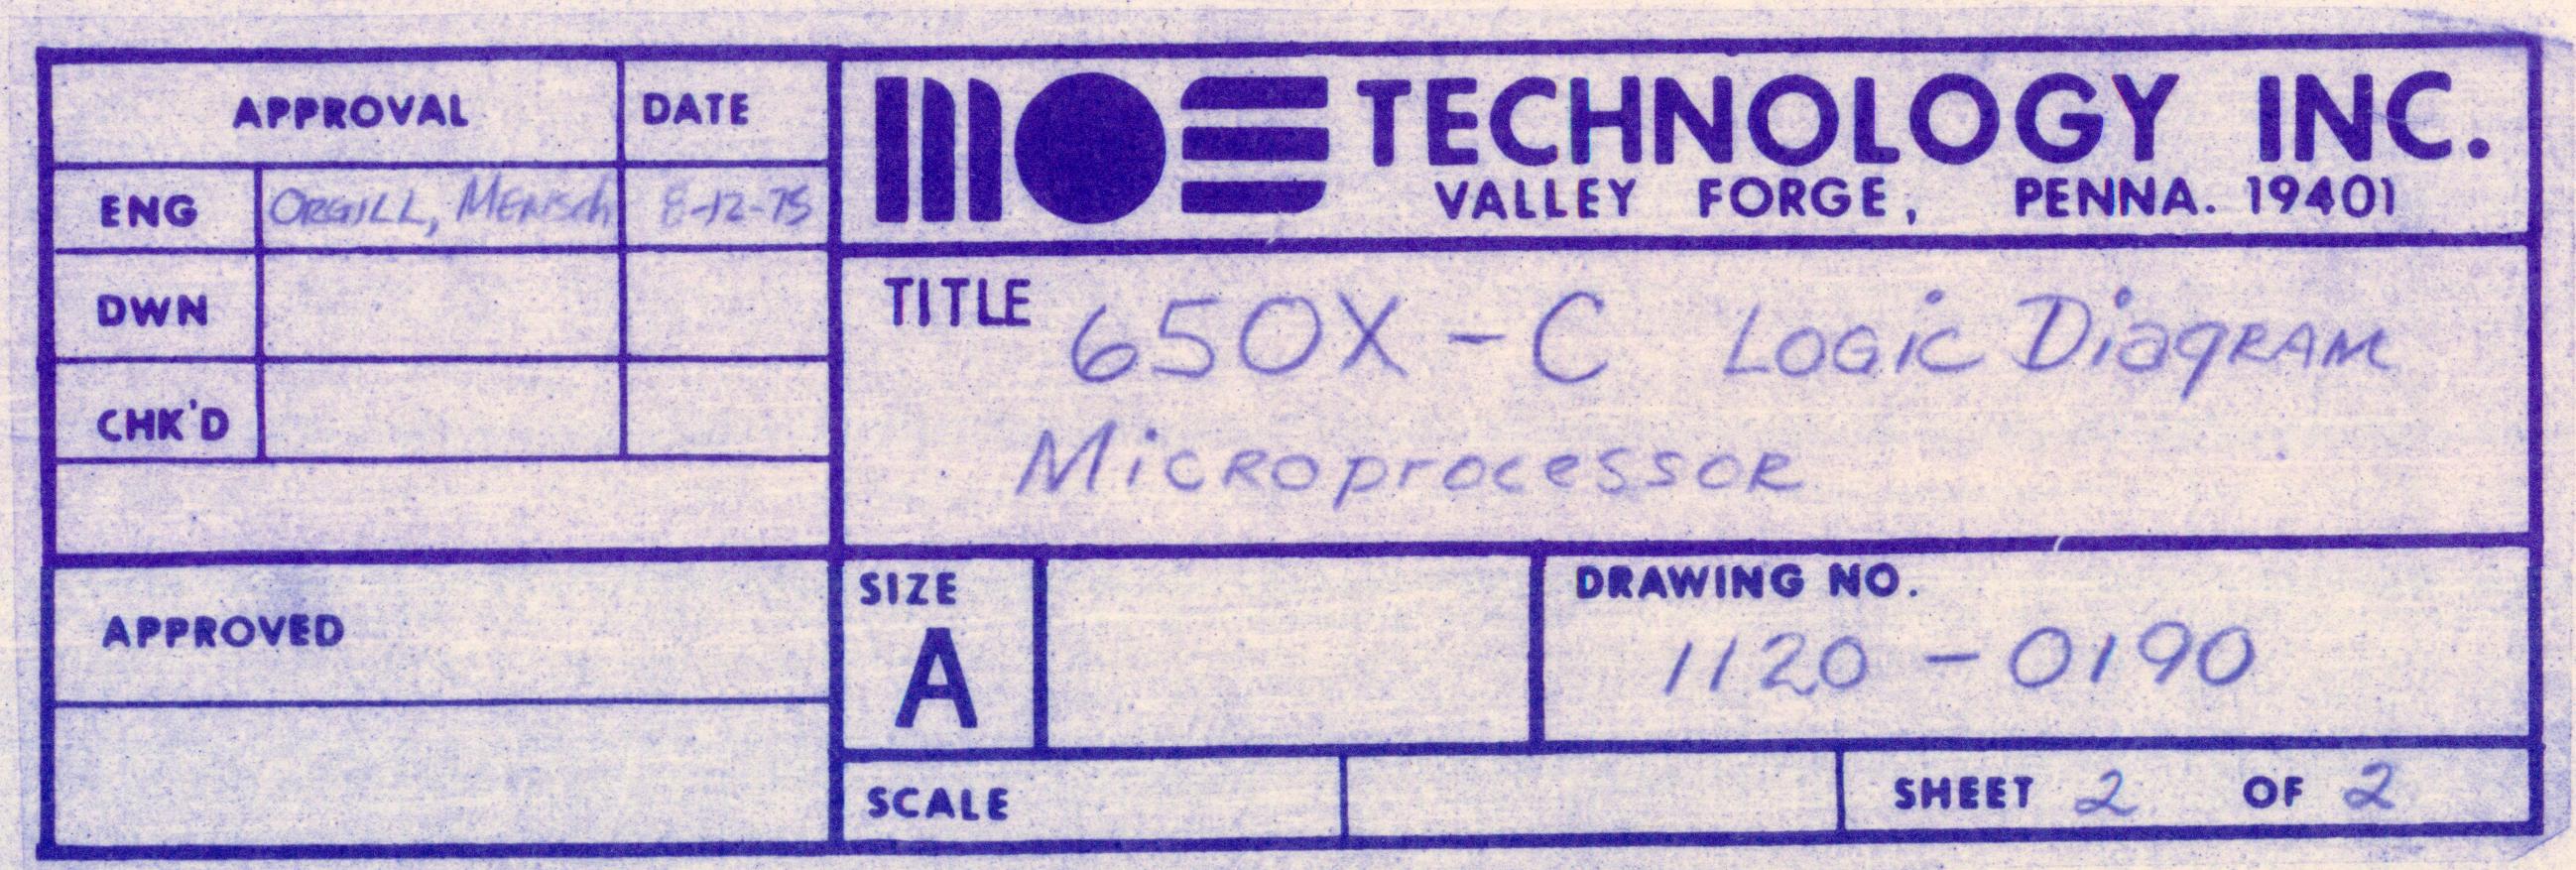 APPROVAL DATE
ENG ORGILL, MENSCH 8-12-75
DWN
CHK'D
APPROVED
MOS TECHNOLOGY INC.
VALLEY FORGE, PENNA. 19401
TITLE 650X-C LOGIC DiagRAM
MicRoprocessoR
SIZE
A
DRAWING NO.
1120-0190
SCALE
SHEET 2 OF 2